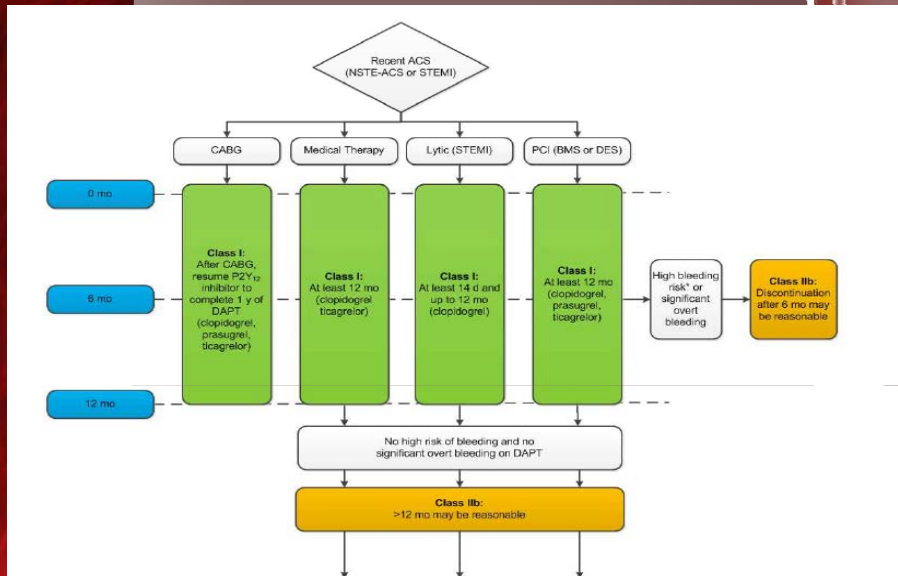 Recent ACS
(NSTE-ACS or STEMI)
CABG
Medical Therapy
Lytic (STEMI)
PCI (BMS or DES)
0 mo
Class I:
After CABG,
resume P2Y₁₂
inhibitor to
complete 1 y of
DAPT
(clopidogrel,
prasugrel,
ticagrelor)
Class I:
At least 12 mo
(clopidogrel
ticagrelor)
Class I:
At least 14 d and
up to 12 mo
(clopidogrel)
Class I:
At least 12 mo
(clopidogrel,
prasugrel,
ticagrelor)
6 mo
High bleeding
risk* or
significant
overt
bleeding
Class IIb:
Discontinuation
after 6 mo may
be reasonable
12 mo
No high risk of bleeding and no
significant overt bleeding on DAPT
Class IIb:
>12 mo may be reasonable